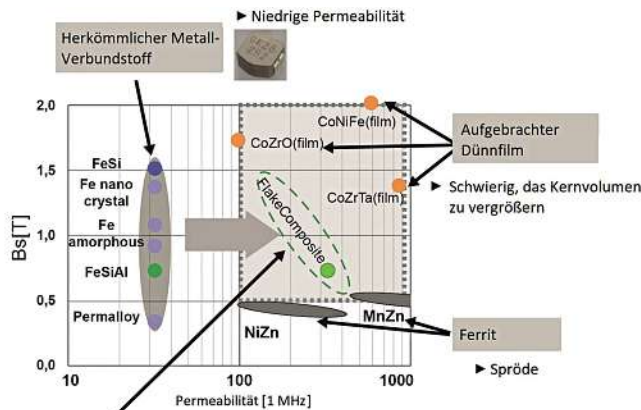 ► Niedrige Permeabilität
Herkömmlicher Metall-
Verbundstoff
2,0
1,5
1,0
0,5
0,0
Bs[T]
FeSi
Fe nano
crystal
Fe
amorphous
FeSiAl
Permalloy
CoNiFe(film)
CoZrO(film)
CoZrTa(film)
FlakeComposite
NiZn
MnZn
Aufgebrachter
Dünnfilm
► Schwierig, das Kernvolumen
zu vergrößern
Ferrit
► Spröde
10
100
1000
Permeabilität [1 MHz]